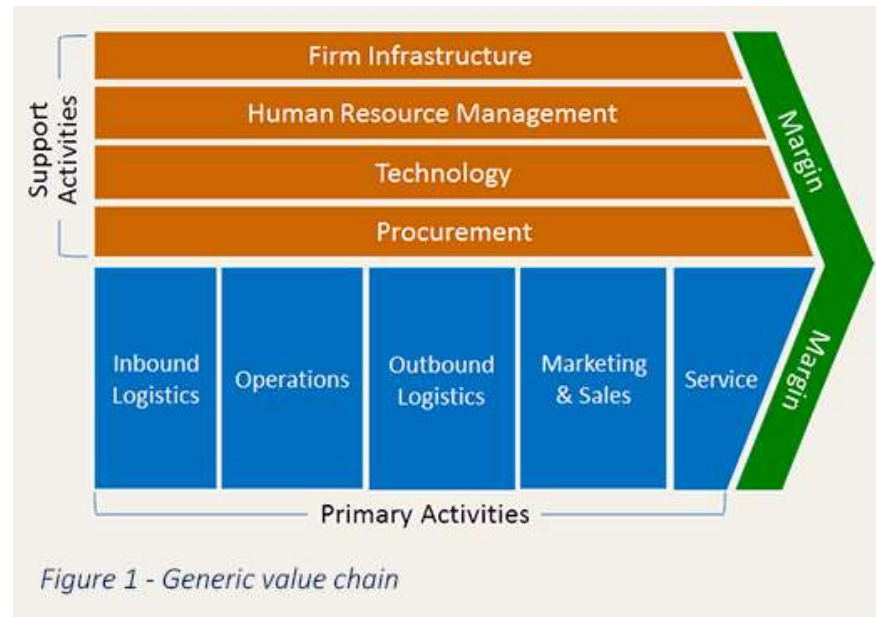 Support
Activities
Firm Infrastructure
Human Resource Management
Technology
Procurement
Margin
Inbound
Logistics
Operations
Outbound
Logistics
Marketing
& Sales
Service
Margin
Primary Activities
Figure 1 - Generic value chain